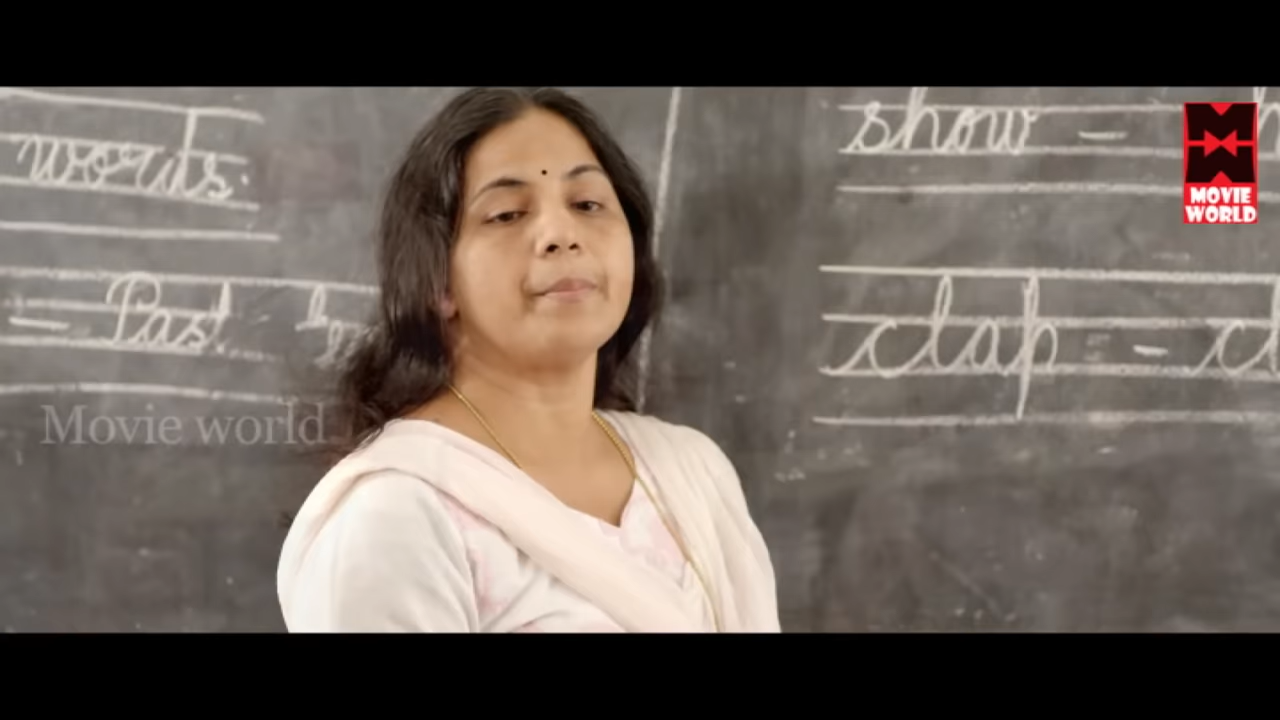 words.
= Past
show -
clap -
MOVIE
WORLD
Movie world